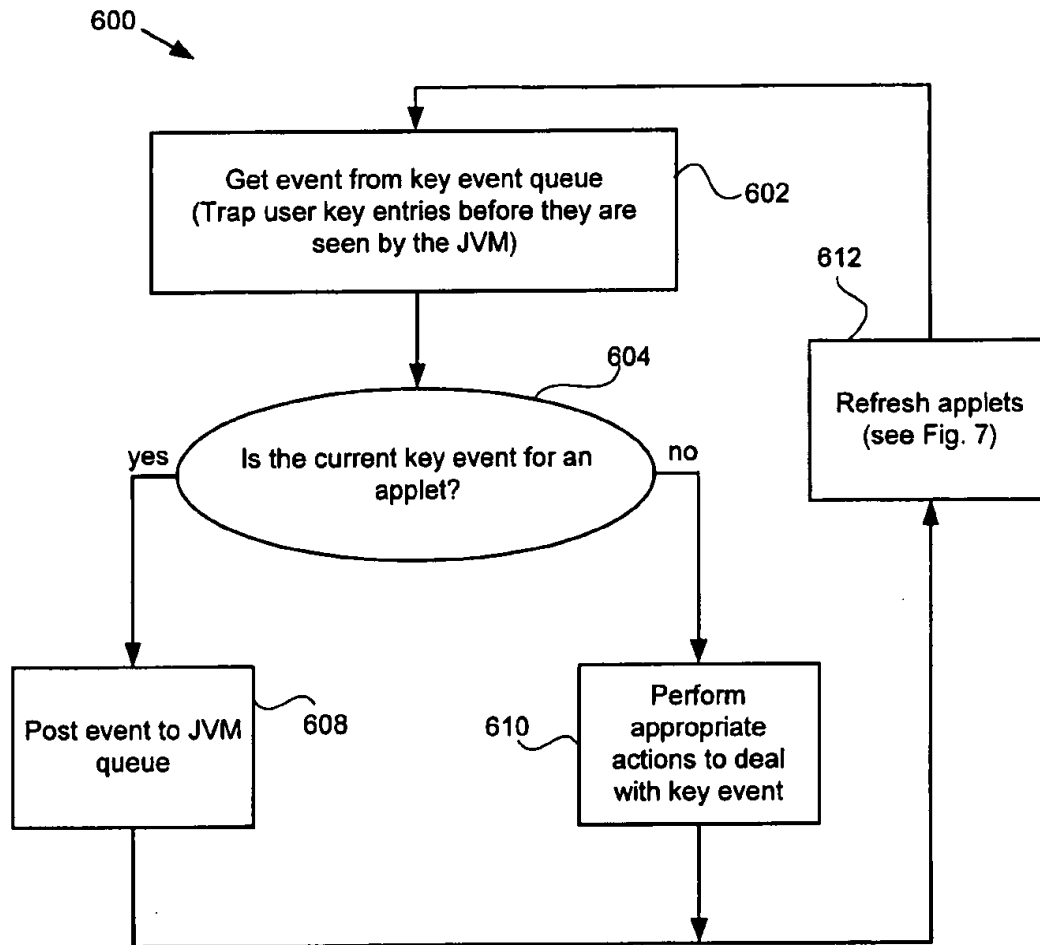 600
Get event from key event queue
(Trap user key entries before they are
seen by the JVM)
602
612
604
Refresh applets
(see Fig. 7)
yes
Is the current key event for an
applet?
no
Post event to JVM
queue
608
610
Perform
appropriate
actions to deal
with key event